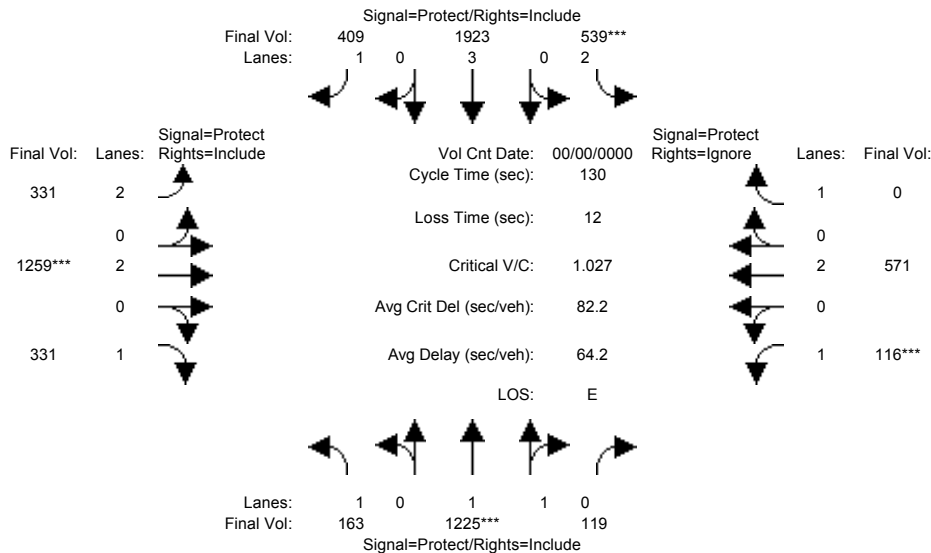 Signal=Protect/Rights=Include
Final Vol: 409 1923 539***
Lanes: 1 0 3 0 2
Signal=Protect Signal=Protect
Final Vol: Lanes: Rights=Include Vol Cnt Date: 00/00/0000 Rights=Ignore Lanes: Final Vol:
Cycle Time (sec): 130
331 2 1 0
Loss Time (sec): 12
0 0
1259*** 2 Critical V/C: 1.027 2 571
0 Avg Crit Del (sec/veh): 82.2 0
331 1 Avg Delay (sec/veh): 64.2 1 116***
LOS: E
Lanes: 1 0 1 1 0
Final Vol: 163 1225*** 119
Signal=Protect/Rights=Include